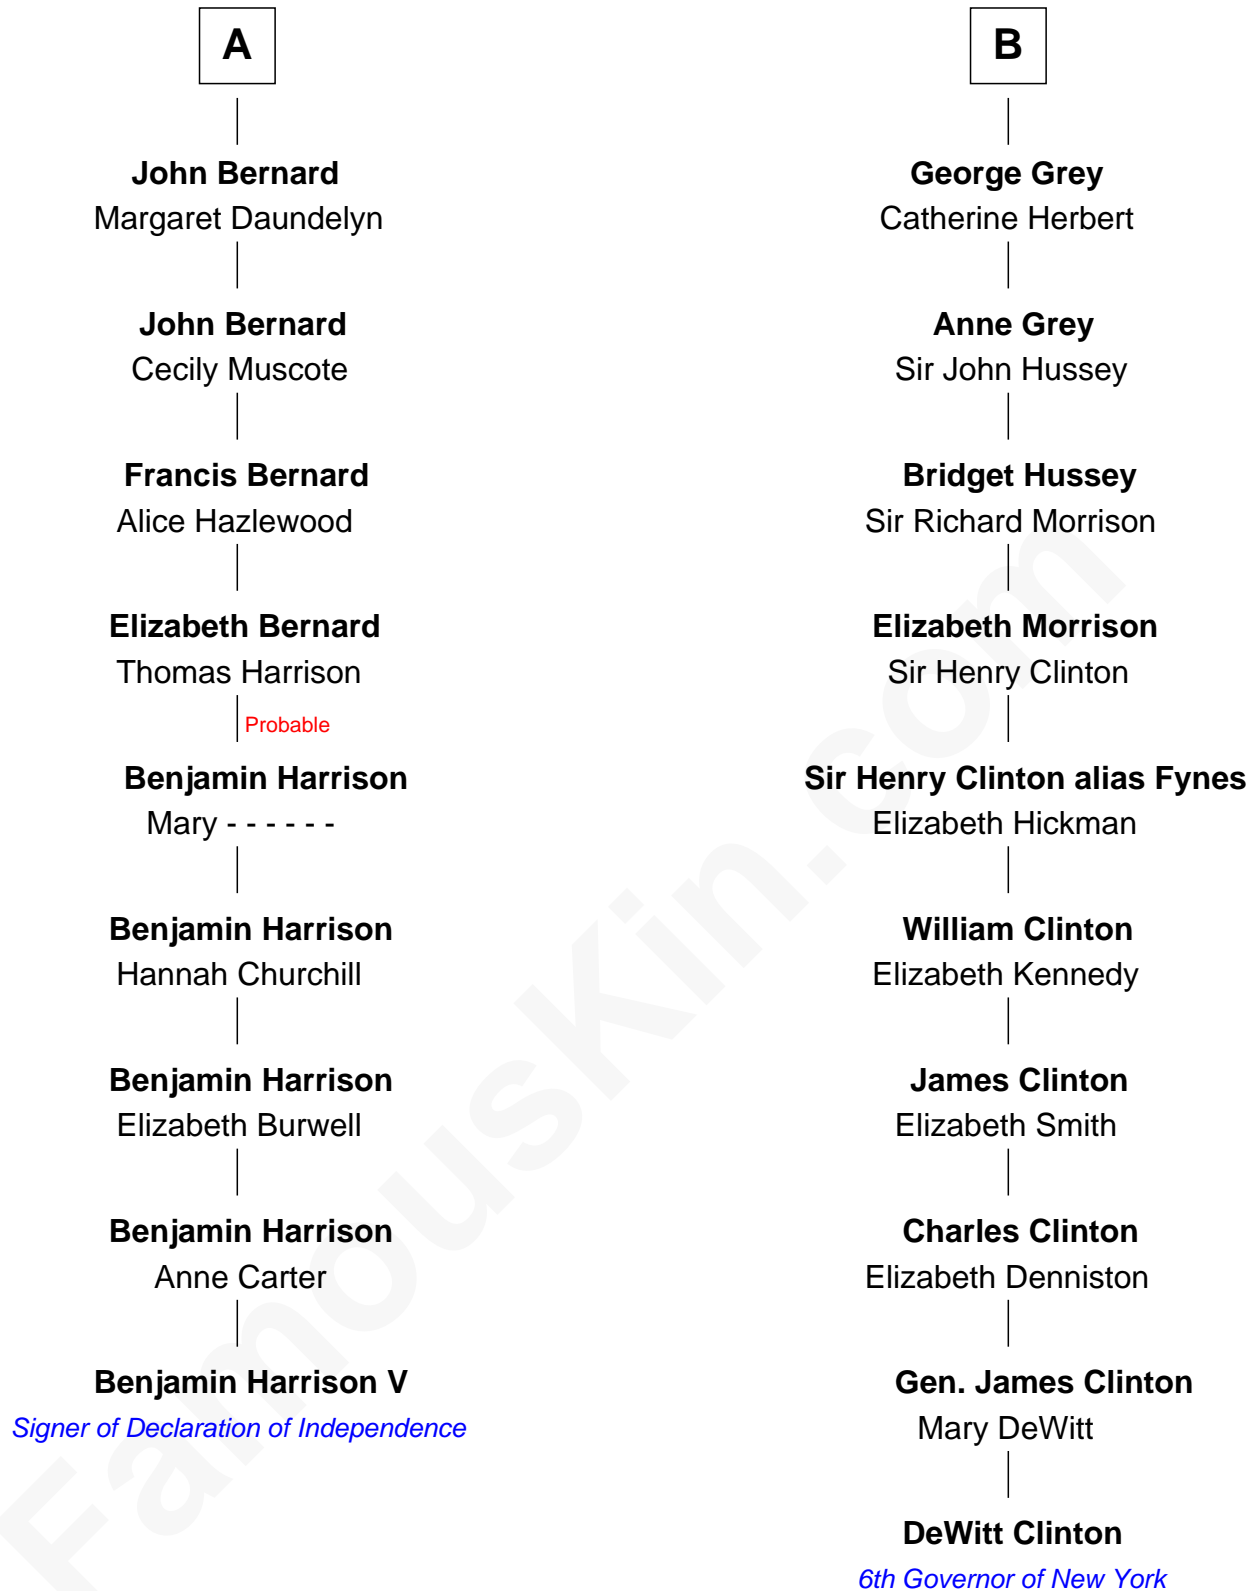 A
John Bernard
Margaret Daundelyn
John Bernard
Cecily Muscote
Francis Bernard
Alice Hazlewood
Elizabeth Bernard
Thomas Harrison
Probable
Benjamin Harrison
Mary - - - - - -
Benjamin Harrison
Hannah Churchill
Benjamin Harrison
Elizabeth Burwell
Benjamin Harrison
Anne Carter
Benjamin Harrison V
Signer of Declaration of Independence
B
George Grey
Catherine Herbert
Anne Grey
Sir John Hussey
Bridget Hussey
Sir Richard Morrison
Elizabeth Morrison
Sir Henry Clinton
Sir Henry Clinton alias Fynes
Elizabeth Hickman
William Clinton
Elizabeth Kennedy
James Clinton
Elizabeth Smith
Charles Clinton
Elizabeth Denniston
Gen. James Clinton
Mary DeWitt
DeWitt Clinton
6th Governor of New York
FamousKin.com